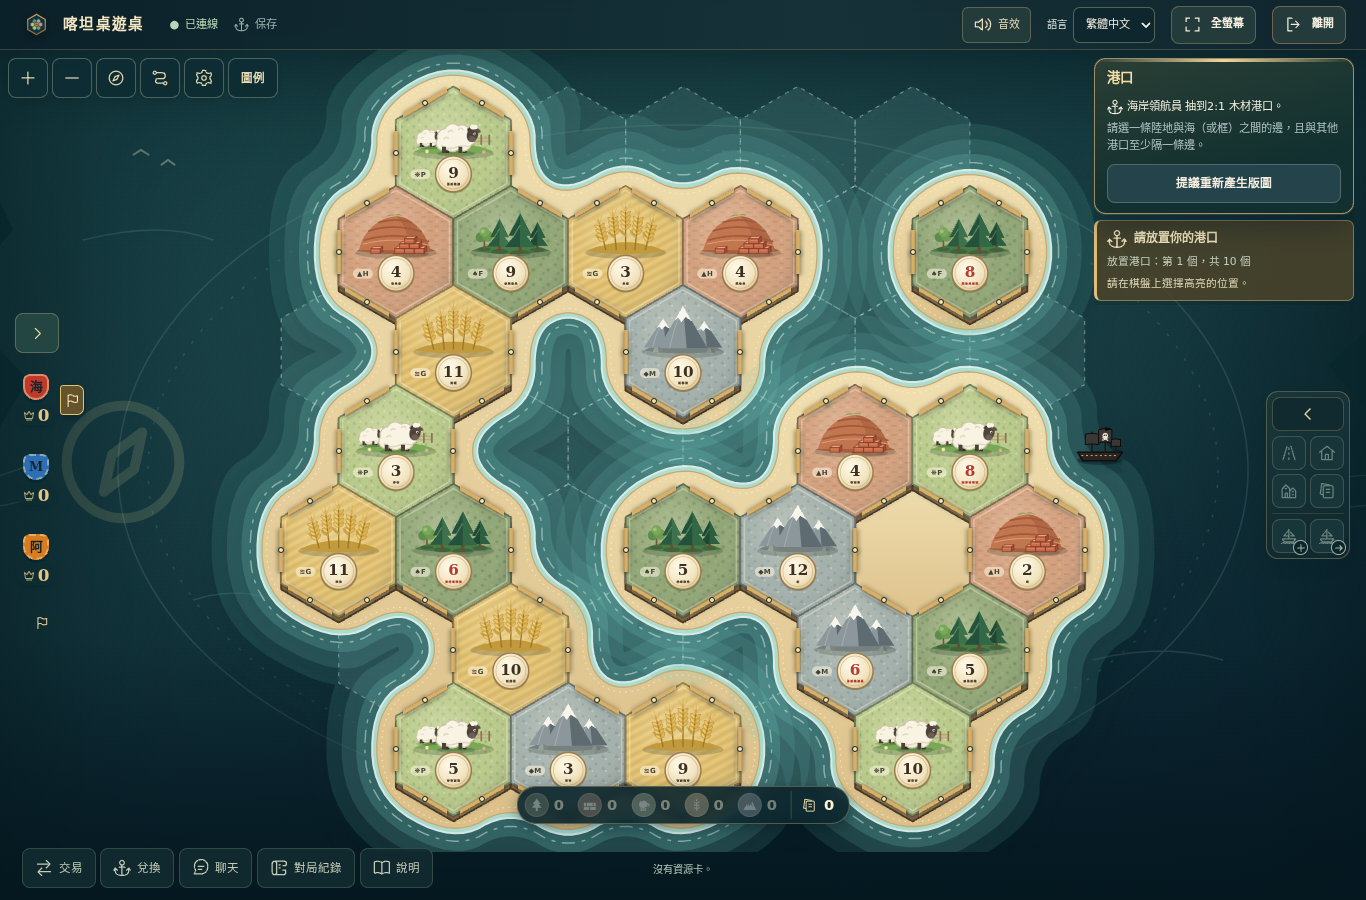 喀坦桌遊桌
已連線
保存
音效
語言
繁體中文
全螢幕
離開
圖例
港口
海岸領航員 抽到2:1 木材港口。
請選一條陸地與海（或框）之間的邊，且與其他
港口至少隔一條邊。
提議重新產生版圖
請放置你的港口
放置港口：第 1 個，共 10 個
請在棋盤上選擇高亮的位置。
海
0
M
0
阿
0
P
9
H
4
F
9
G
3
H
4
F
8
G
11
M
10
P
3
H
4
P
8
G
11
F
6
F
5
M
12
H
2
G
10
M
6
F
5
P
5
M
3
G
9
P
10
0
0
0
0
0
0
交易
兌換
聊天
對局紀錄
說明
沒有資源卡。